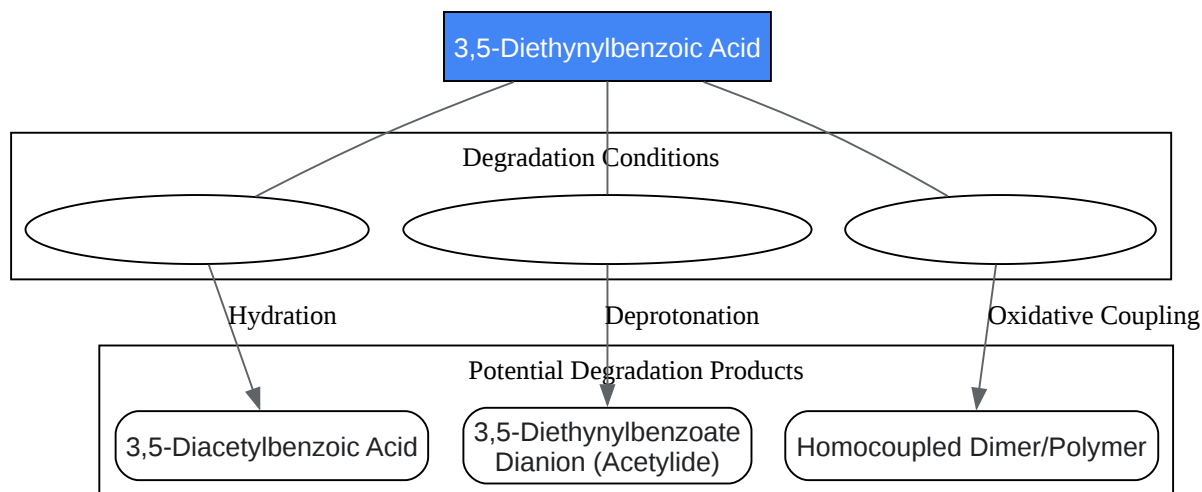 3,5-Diethynylbenzoic Acid
Degradation Conditions
Hydration
Deprotonation
Oxidative Coupling
Potential Degradation Products
3,5-Diacetylbenzoic Acid
3,5-Diethynylbenzoate
Dianion (Acetylide)
Homocoupled Dimer/Polymer